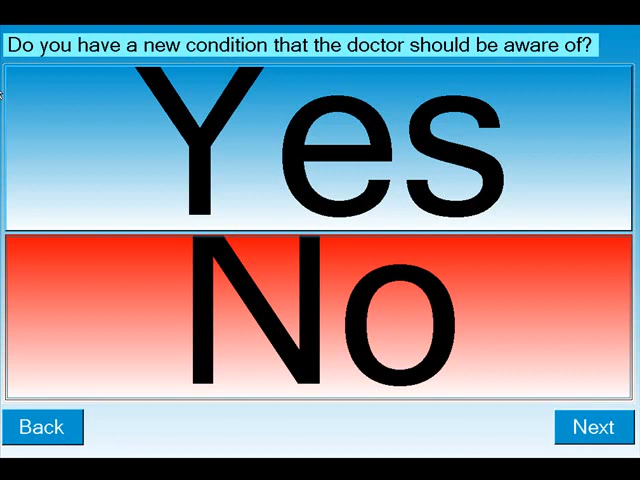 Do you have a new condition that the doctor should be aware of?
Yes
No
Back
Next